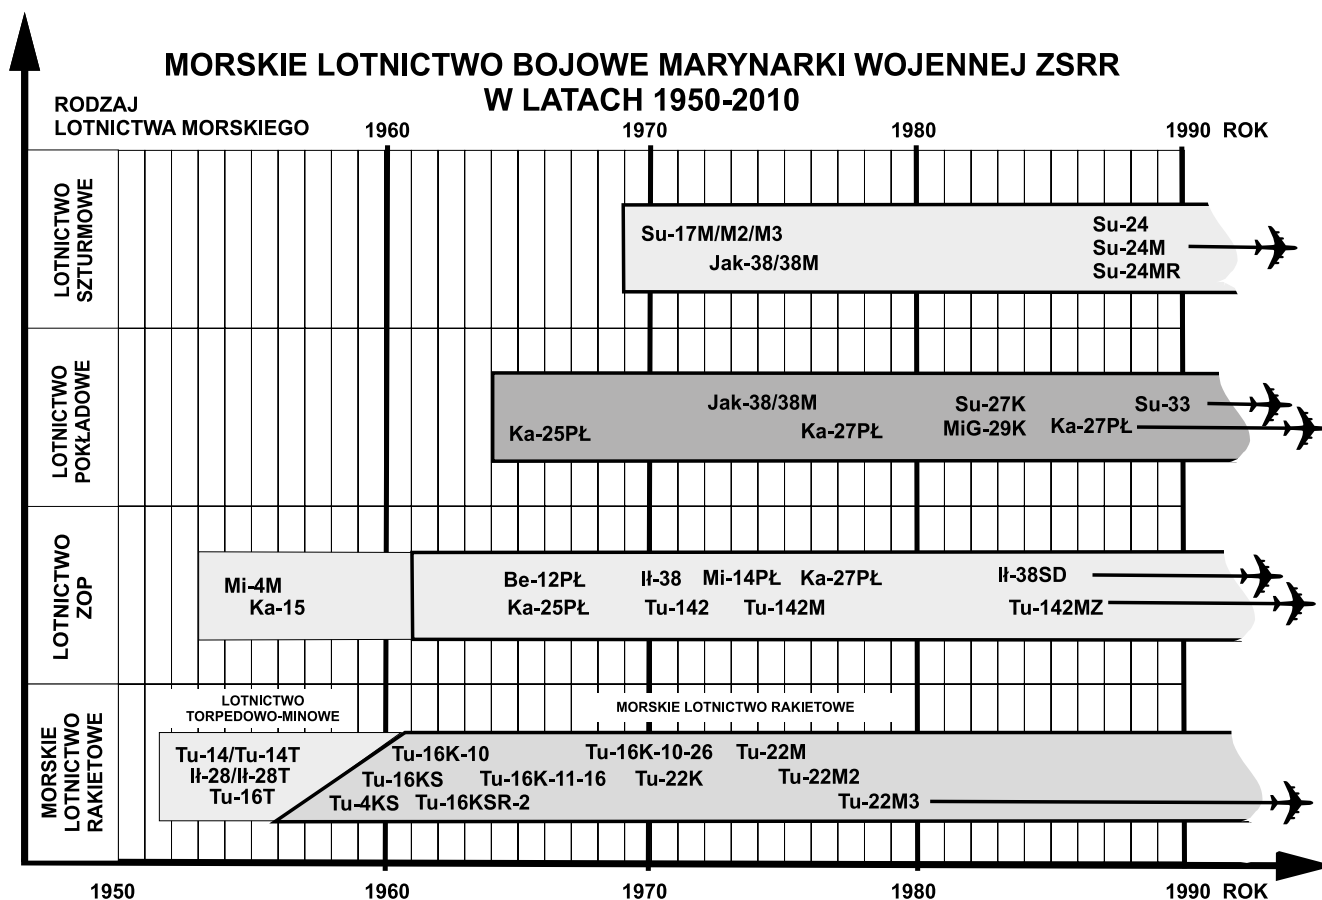 MORSKIE LOTNICTWO BOJOWE MARYNARKI WOJENNEJ ZSRR
W LATACH 1950-2010
RODZAJ
LOTNICTWA MORSKIEGO
1960
1970
1980
1990 ROK
LOTNICTWO
SZTURMOWE
Su-17M/M2/M3
Jak-38/38M
Su-24
Su-24M
Su-24MR
LOTNICTWO
POKŁADOWE
Jak-38/38M
Su-27K
Su-33
Ka-25PŁ
Ka-27PŁ
MiG-29K
Ka-27PŁ
LOTNICTWO
ZOP
Mi-4M
Ka-15
Be-12PŁ
Ił-38
Mi-14PŁ
Ka-27PŁ
Ił-38SD
Ka-25PŁ
Tu-142
Tu-142M
Tu-142MZ
MORSKIE
LOTNICTWO
RAKIETOWE
LOTNICTWO
TORPEDOWO-MINOWE
MORSKIE LOTNICTWO RAKIETOWE
Tu-14/Tu-14T
Ił-28/Ił-28T
Tu-16T
Tu-16K-10
Tu-16K-10-26
Tu-22M
Tu-16KS
Tu-16K-11-16
Tu-22K
Tu-22M2
Tu-4KS
Tu-16KSR-2
Tu-22M3
1950
1960
1970
1980
1990 ROK